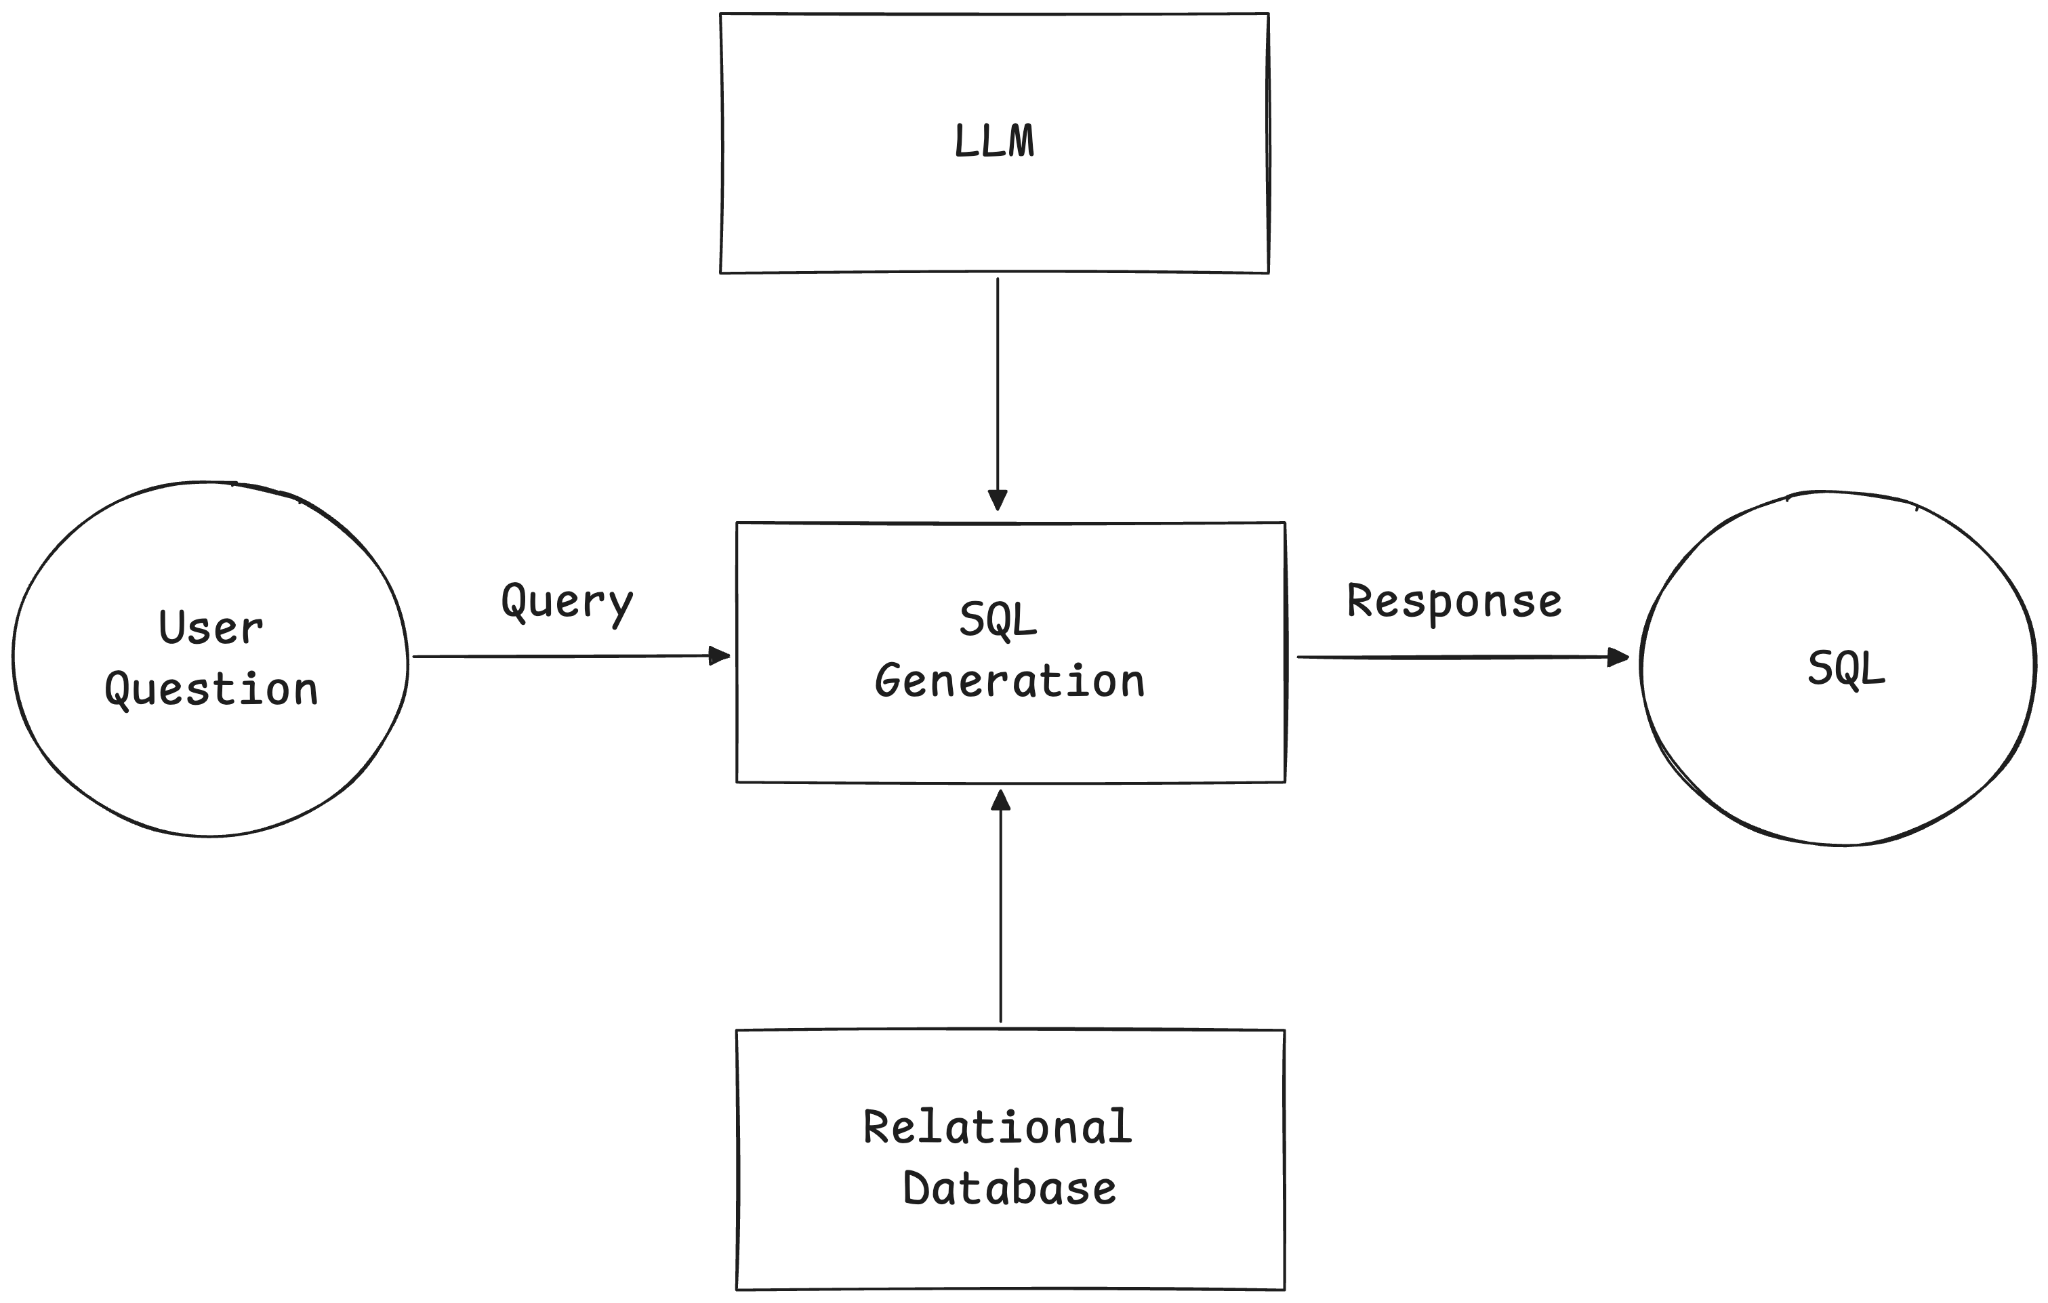 LLM
User
Question
Query
SQL
Generation
Response
SQL
Relational
Database